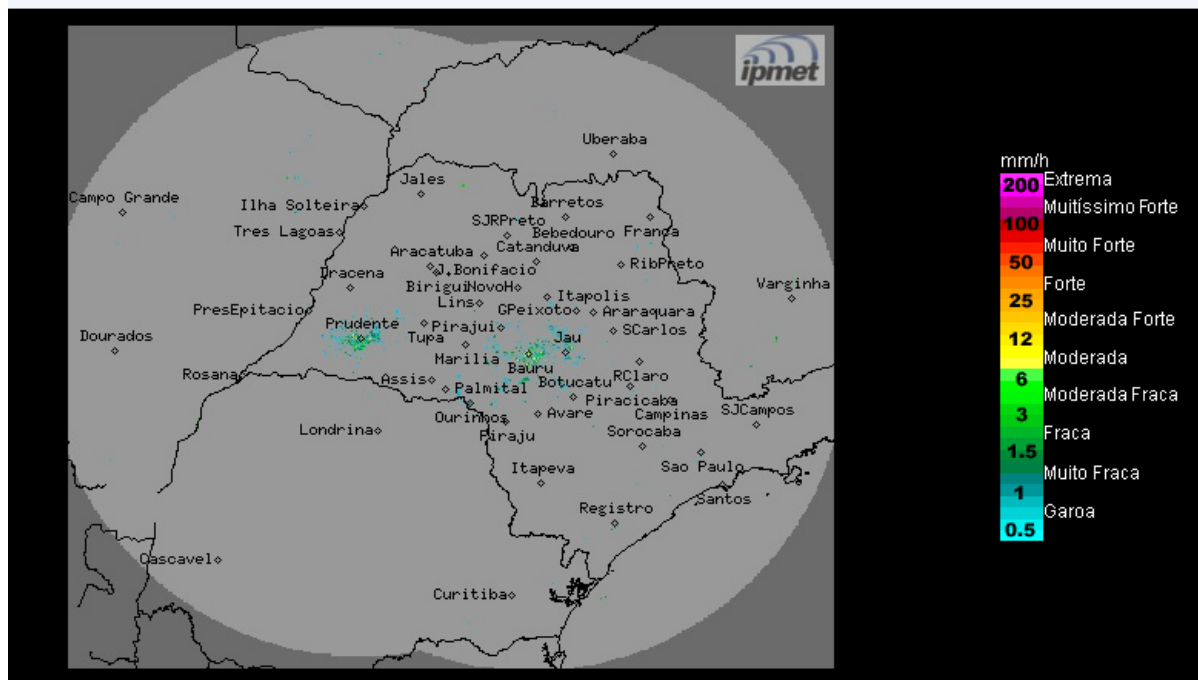 ipmet
Uberaba
Jales
Campo Grande
Ilha Solteira
Barretos
SJRPreto
Tres Lagoas
Bebedouro
Franca
Catanduva
Aracatuba
J.Bonifacio
RibPreto
Dracena
Varginha
Birigui
NovoH
Itapolis
Lins
PresEpitacio
GPeixoto
Araraquara
Prudente
Pirajui
SCarlos
Dourados
Tupa
Jau
Marilia
Bauru
Rosana
Assis
Botucatu
RClaro
Palmital
Piracicaba
Ourinhos
Avare
Campinas
SJCampos
Londrina
Piraju
Sorocaba
Itapeva
Sao Paulo
Santos
Registro
Cascavel
Curitiba
mm/h
200 Extrema
Muitíssimo Forte
100
Muito Forte
50
Forte
25
Moderada Forte
12
Moderada
6
Moderada Fraca
3
Fraca
1.5
Muito Fraca
1
Garoa
0.5